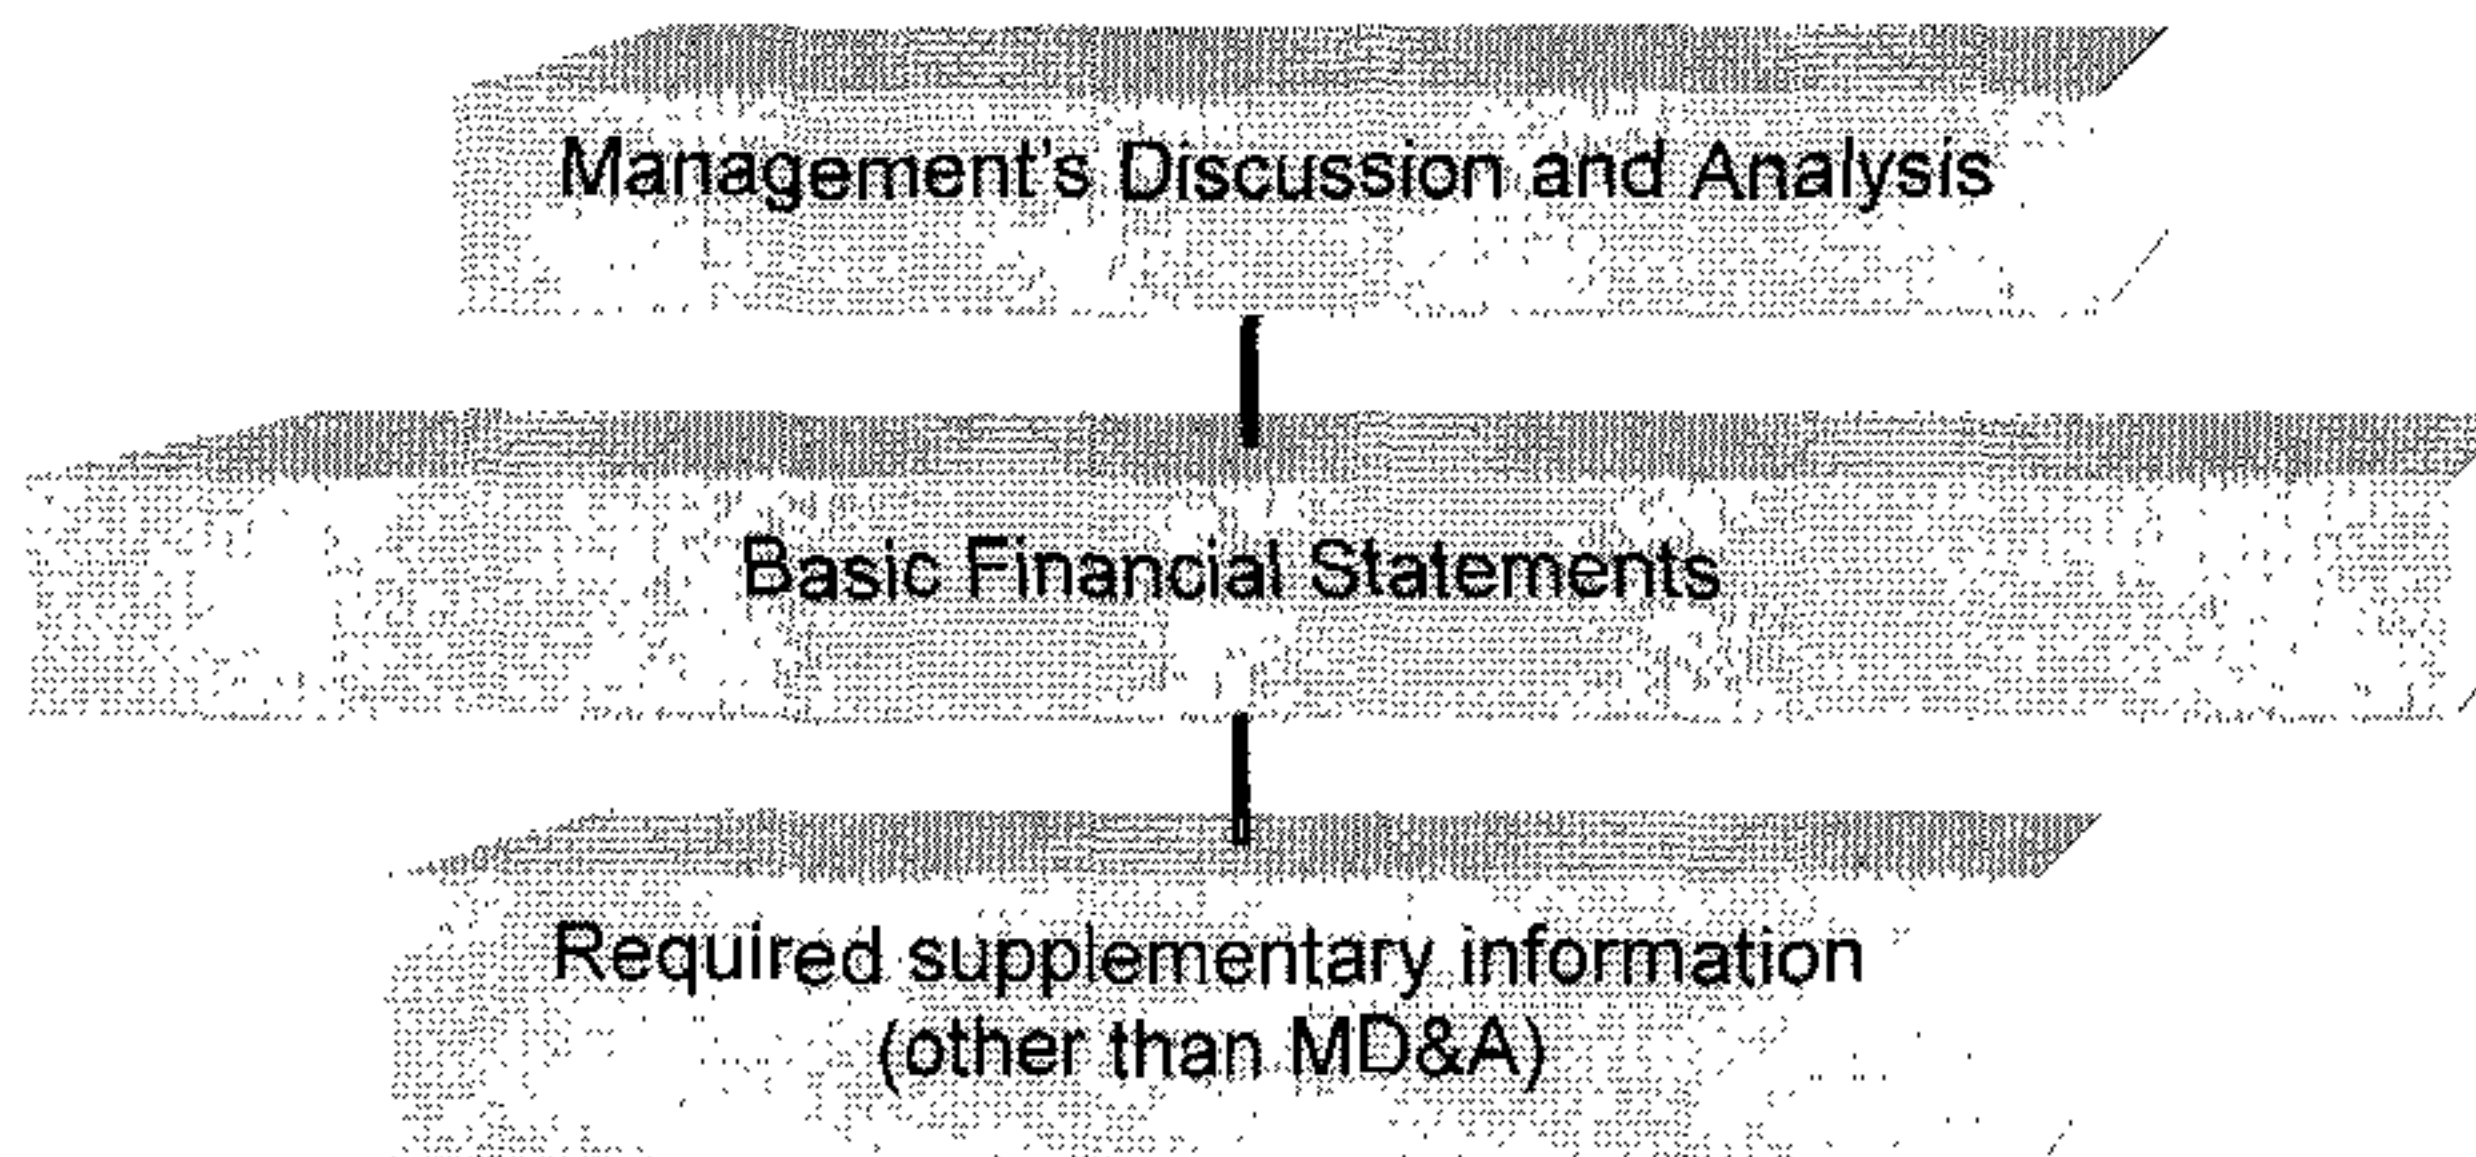 Management's Discussion and Analysis
Basic Financial Statements
Required supplementary information
(other than MD&A)